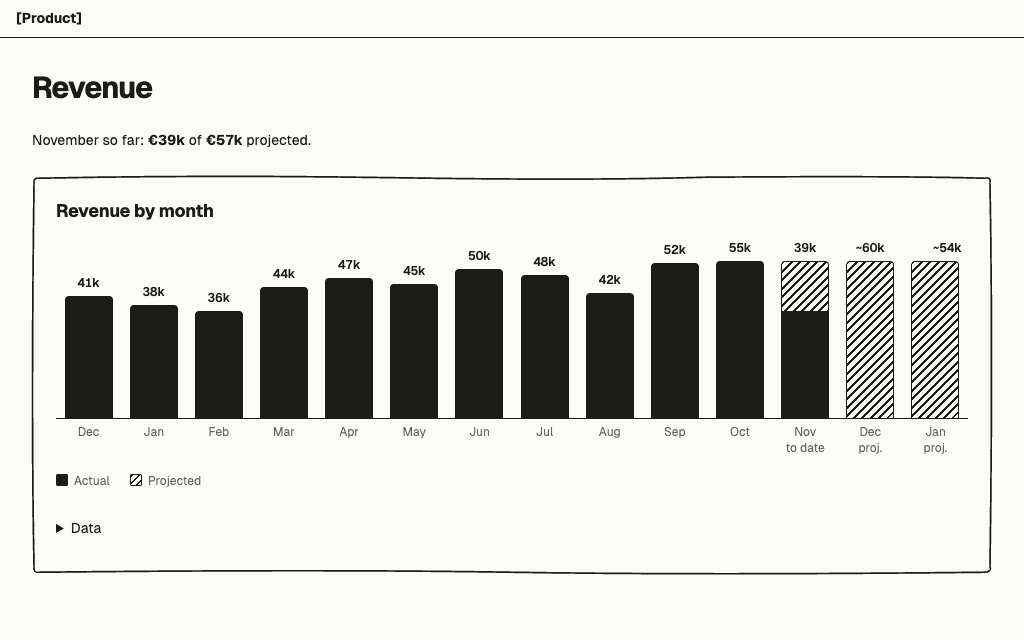 [Product]
Revenue
November so far: €39k of €57k projected.
Revenue by month
41k 38k 36k 44k 47k 45k 50k 48k 42k 52k 55k 39k ~60k ~54k
Dec Jan Feb Mar Apr May Jun Jul Aug Sep Oct Nov Dec Jan
to date proj. proj.
Actual Projected
Data